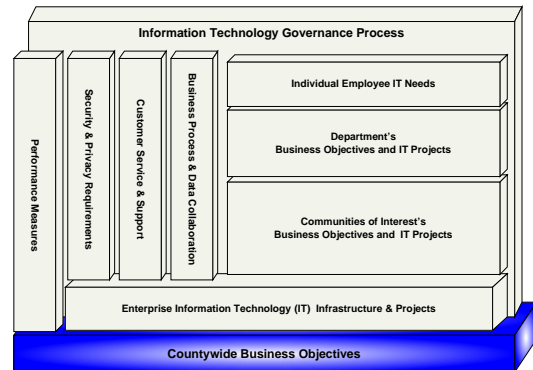 Information Technology Governance Process
Performance Measures
Security & Privacy Requirements
Customer Service & Support
Business Process & Data Collaboration
Individual Employee IT Needs
Department's
Business Objectives and IT Projects
Communities of Interest's
Business Objectives and IT Projects
Enterprise Information Technology (IT) Infrastructure & Projects
Countywide Business Objectives